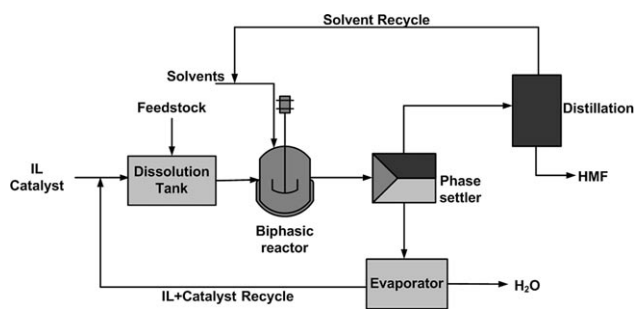 Solvent Recycle
Solvents
Feedstock
Distillation
IL
Catalyst
Dissolution
Tank
Phase
settler
HMF
Biphasic
reactor
Evaporator
H₂O
IL+Catalyst Recycle